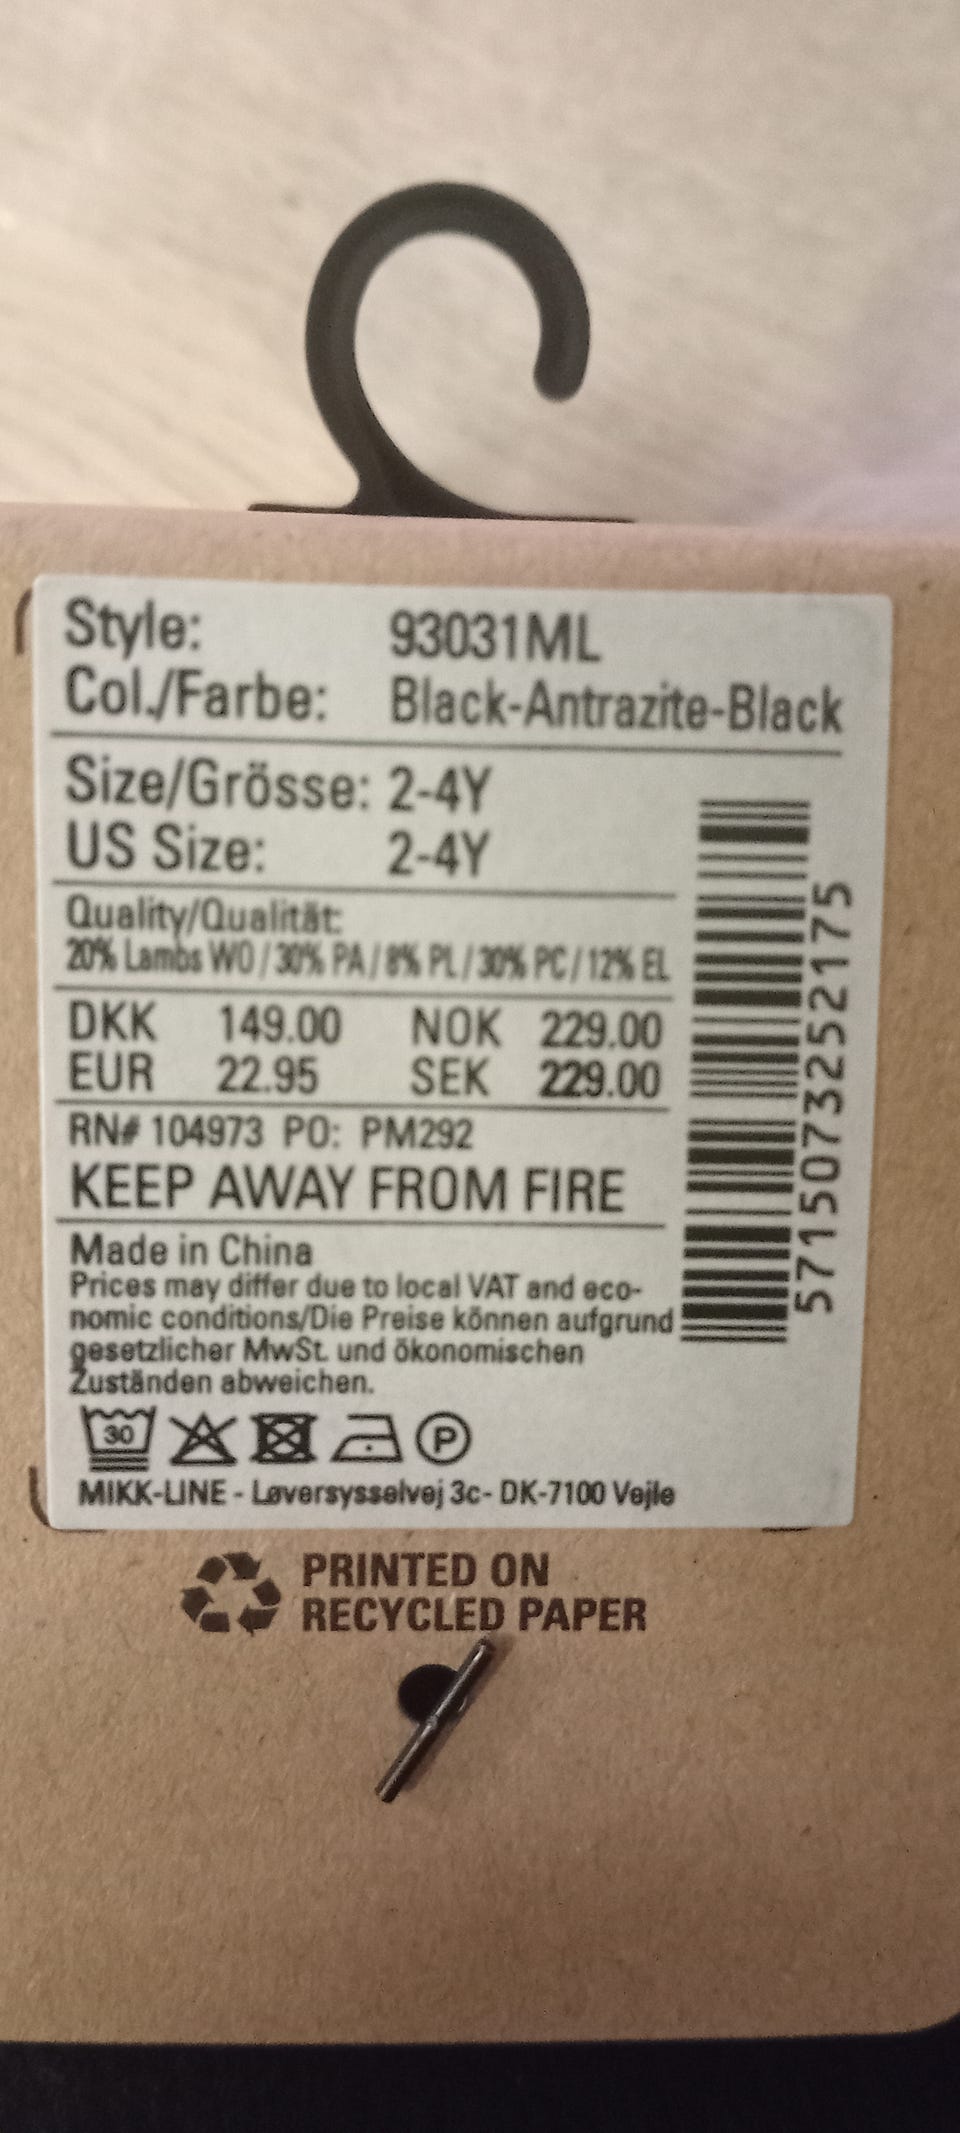 Style: 93031ML
Col./Farbe: Black-Antrazite-Black
Size/Grösse: 2-4Y
US Size: 2-4Y
Quality/Qualität:
20% Lambs WO / 30% PA / 8% PL / 30% PC / 12% EL
DKK 149.00 NOK 229.00
EUR 22.95 SEK 229.00
RN# 104973 PO: PM292
KEEP AWAY FROM FIRE
Made in China
Prices may differ due to local VAT and eco-
nomic conditions/Die Preise können aufgrund
gesetzlicher MwSt. und ökonomischen
Zuständen abweichen.
30 P
MIKK-LINE - Løversysselvej 3c- DK-7100 Vejle
5715073252175
PRINTED ON
RECYCLED PAPER